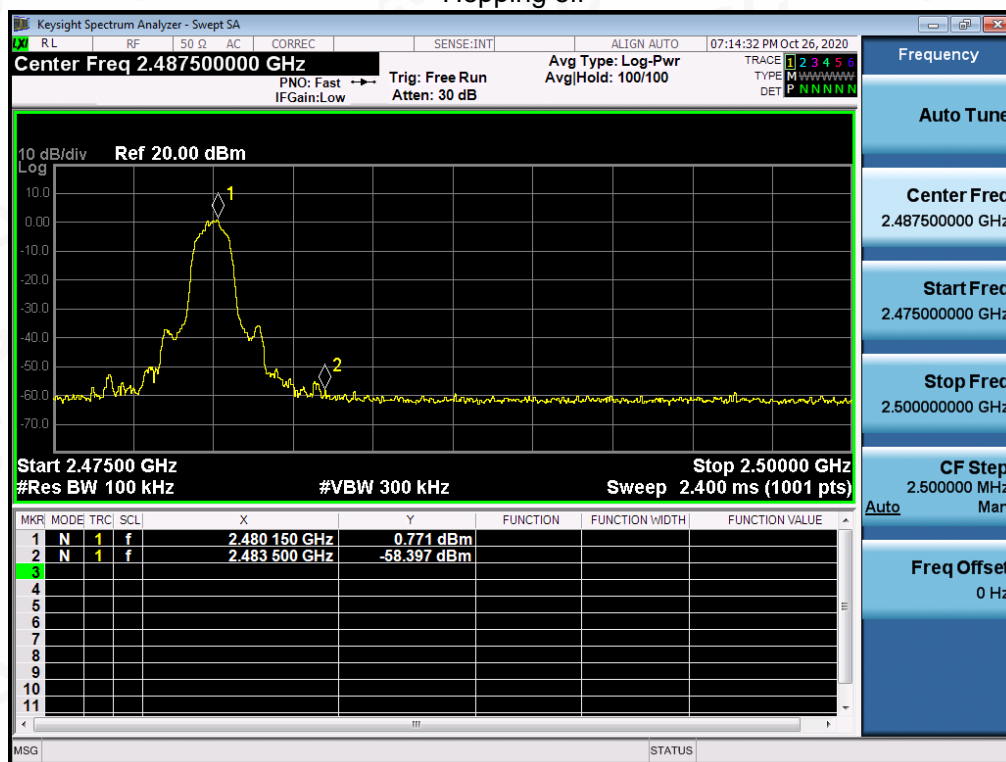 Hopping off
Keysight Spectrum Analyzer - Swept SA
LXI RL RF 50 Ω AC CORREC SENSE:INT ALIGN AUTO 07:14:32 PM Oct 26, 2020
Center Freq 2.487500000 GHz
PNO: Fast
IFGain:Low
Trig: Free Run
Atten: 30 dB
Avg Type: Log-Pwr
Avg|Hold: 100/100
TRACE 1 2 3 4 5 6
TYPE M WWWWW
DET P N N N N N
10 dB/div Ref 20.00 dBm
Log
10.0
0.00
-10.0
-20.0
-30.0
-40.0
-50.0
-60.0
-70.0
1
2
Start 2.47500 GHz Stop 2.50000 GHz
#Res BW 100 kHz #VBW 300 kHz Sweep 2.400 ms (1001 pts)
MKR MODE TRC SCL X Y FUNCTION FUNCTION WIDTH FUNCTION VALUE
1 N 1 f 2.480 150 GHz 0.771 dBm
2 N 1 f 2.483 500 GHz -58.397 dBm
3
4
5
6
7
8
9
10
11
MSG STATUS
Frequency
Auto Tune
Center Freq
2.487500000 GHz
Start Freq
2.475000000 GHz
Stop Freq
2.500000000 GHz
CF Step
2.500000 MHz
Auto Man
Freq Offset
0 Hz